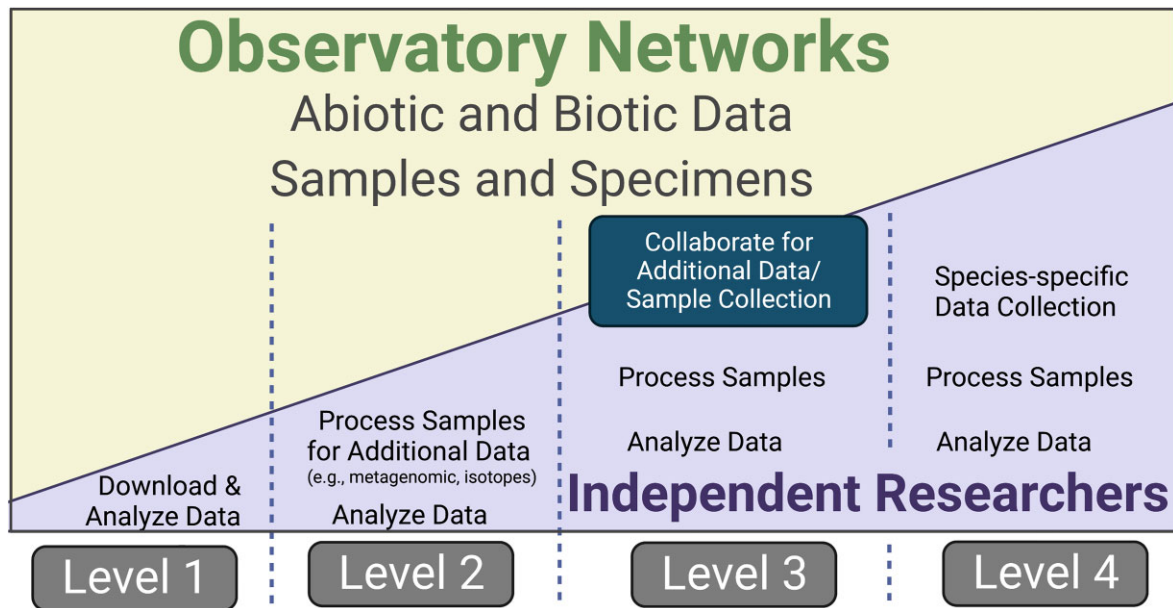 Observatory Networks
Abiotic and Biotic Data
Samples and Specimens
Download &
Analyze Data
Process Samples
for Additional Data
(e.g., metagenomic, isotopes)
Analyze Data
Collaborate for
Additional Data/
Sample Collection
Process Samples
Analyze Data
Species-specific
Data Collection
Process Samples
Analyze Data
Independent Researchers
Level 1
Level 2
Level 3
Level 4